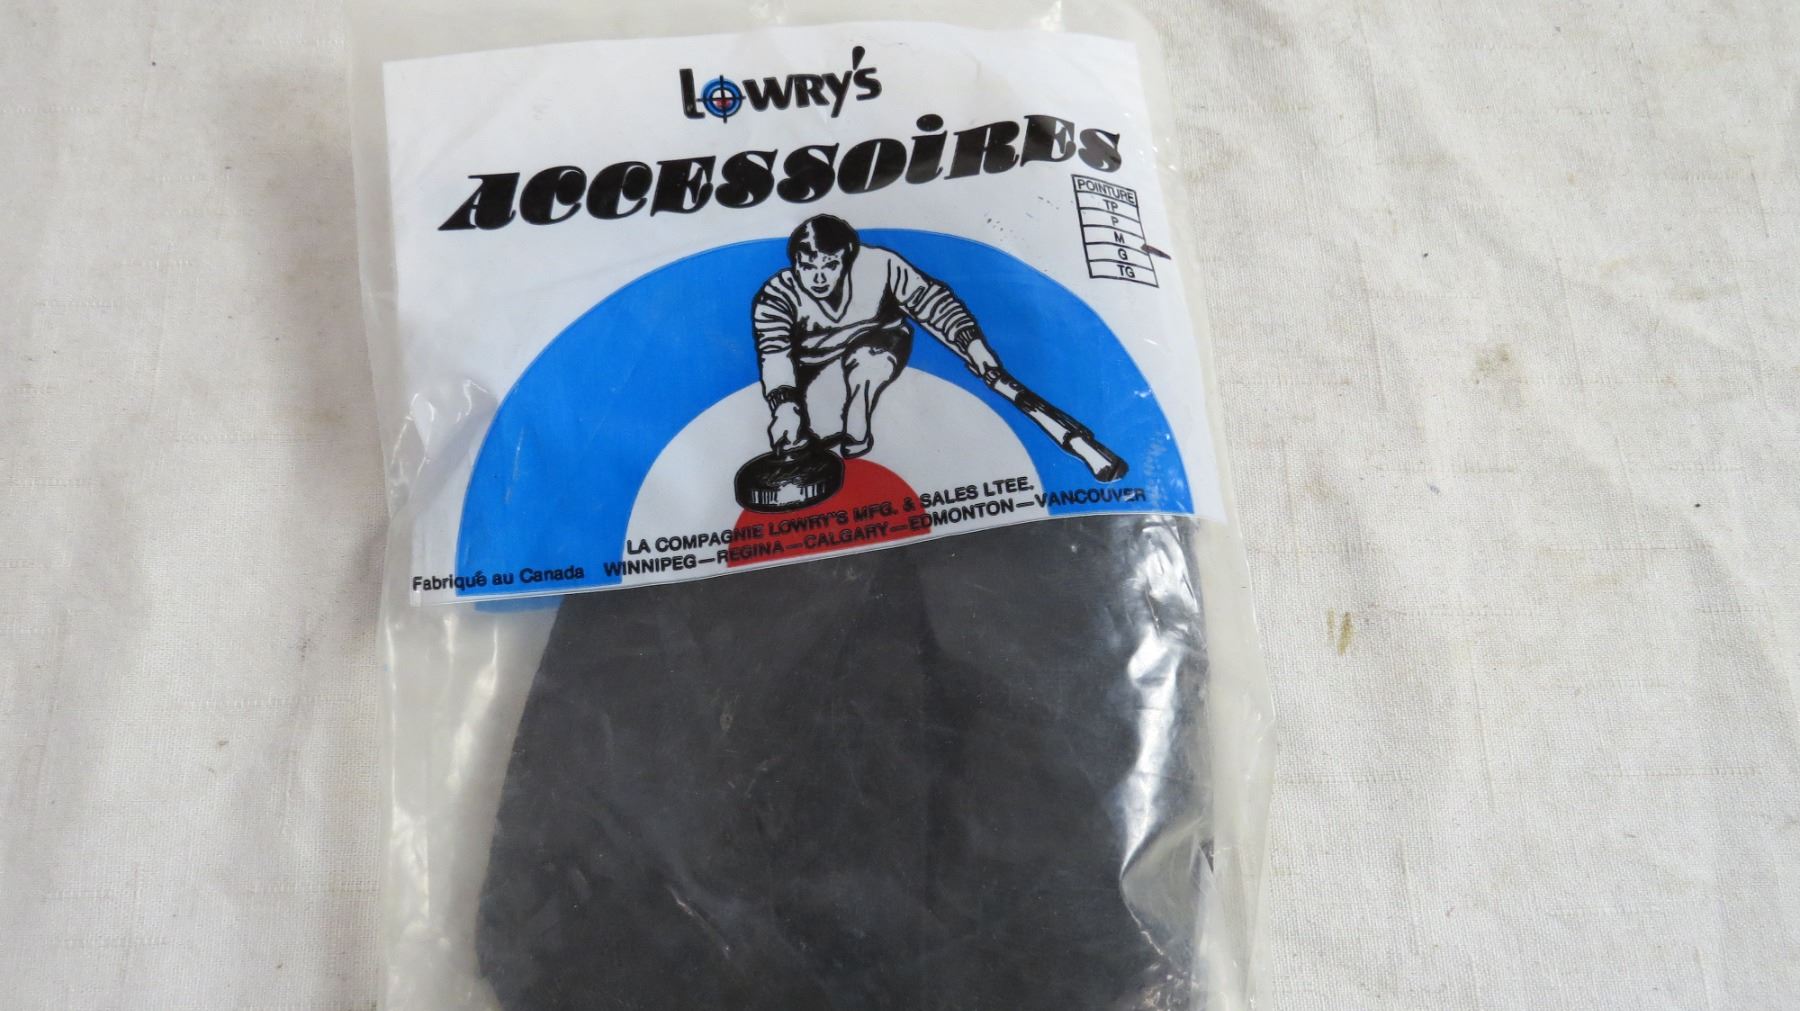 LOWRY'S
ACCESSOiRES
POINTURE
TP
P
M
G
TG
LA COMPAGNIE LOWRY'S MFG. & SALES LTEE.
WINNIPEG—REGINA—CALGARY—EDMONTON—VANCOUVER
Fabriqué au Canada